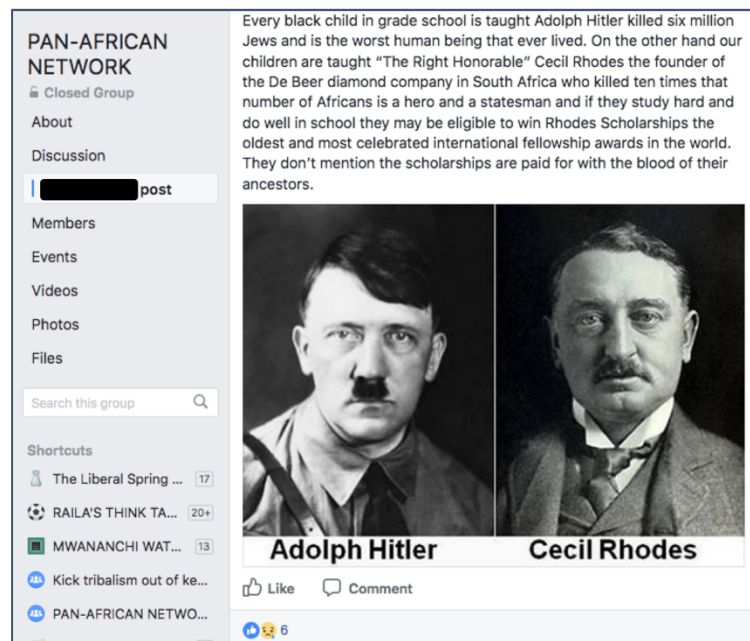 PAN-AFRICAN
NETWORK
Closed Group
About
Discussion
post
Members
Events
Videos
Photos
Files
Search this group
Shortcuts
The Liberal Spring ... 17
RAILA'S THINK TA... 20+
MWANANCHI WAT... 13
Kick tribalism out of ke...
PAN-AFRICAN NETWO...
Every black child in grade school is taught Adolph Hitler killed six million
Jews and is the worst human being that ever lived. On the other hand our
children are taught “The Right Honorable” Cecil Rhodes the founder of
the De Beer diamond company in South Africa who killed ten times that
number of Africans is a hero and a statesman and if they study hard and
do well in school they may be eligible to win Rhodes Scholarships the
oldest and most celebrated international fellowship awards in the world.
They don’t mention the scholarships are paid for with the blood of their
ancestors.
Adolph Hitler
Cecil Rhodes
Like
Comment
6